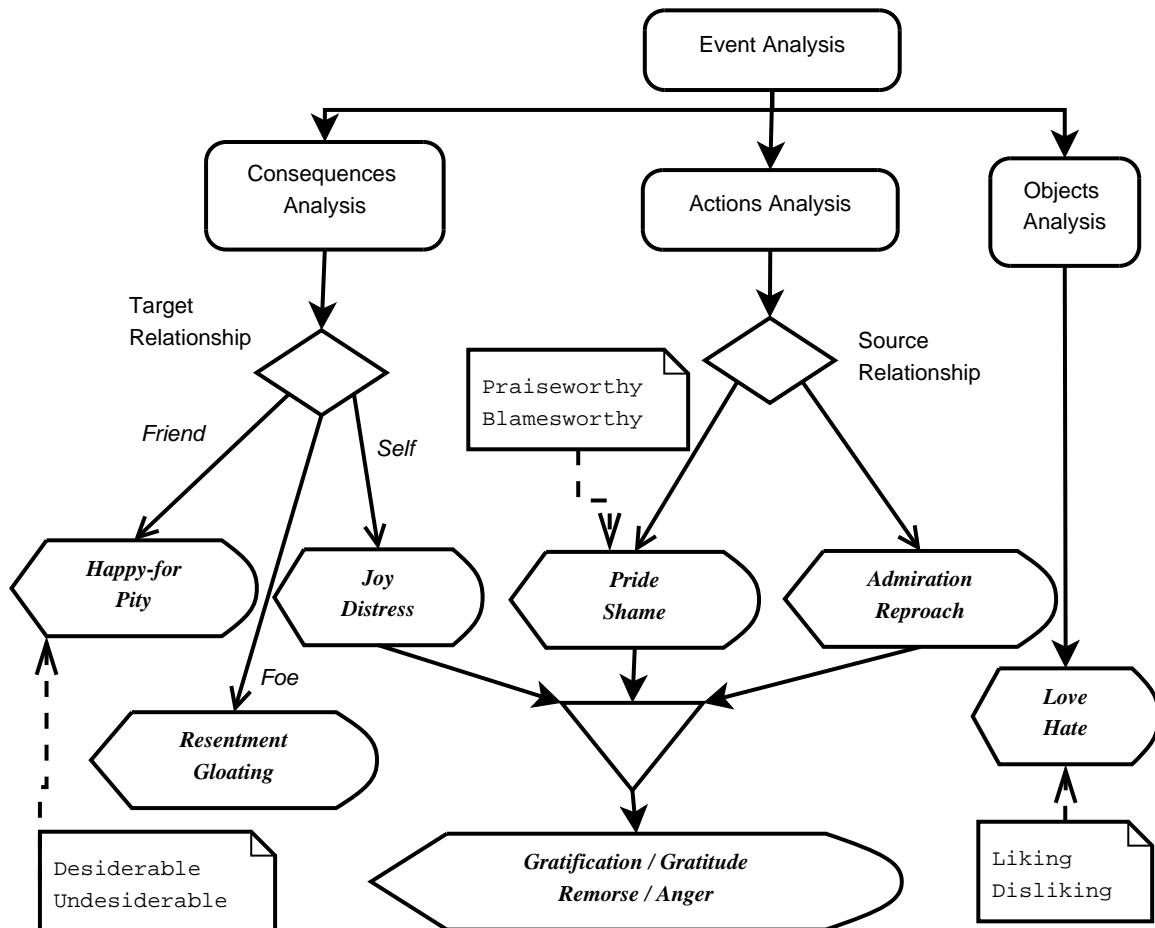 Event Analysis
Consequences
Analysis
Actions Analysis
Objects
Analysis
Target
Relationship
Source
Relationship
Praiseworthy
Blamesworthy
Friend
Self
Happy-for
Pity
Joy
Distress
Pride
Shame
Admiration
Reproach
Foe
Love
Hate
Resentment
Gloating
Desiderable
Undesiderable
Gratification / Gratitude
Remorse / Anger
Liking
Disliking